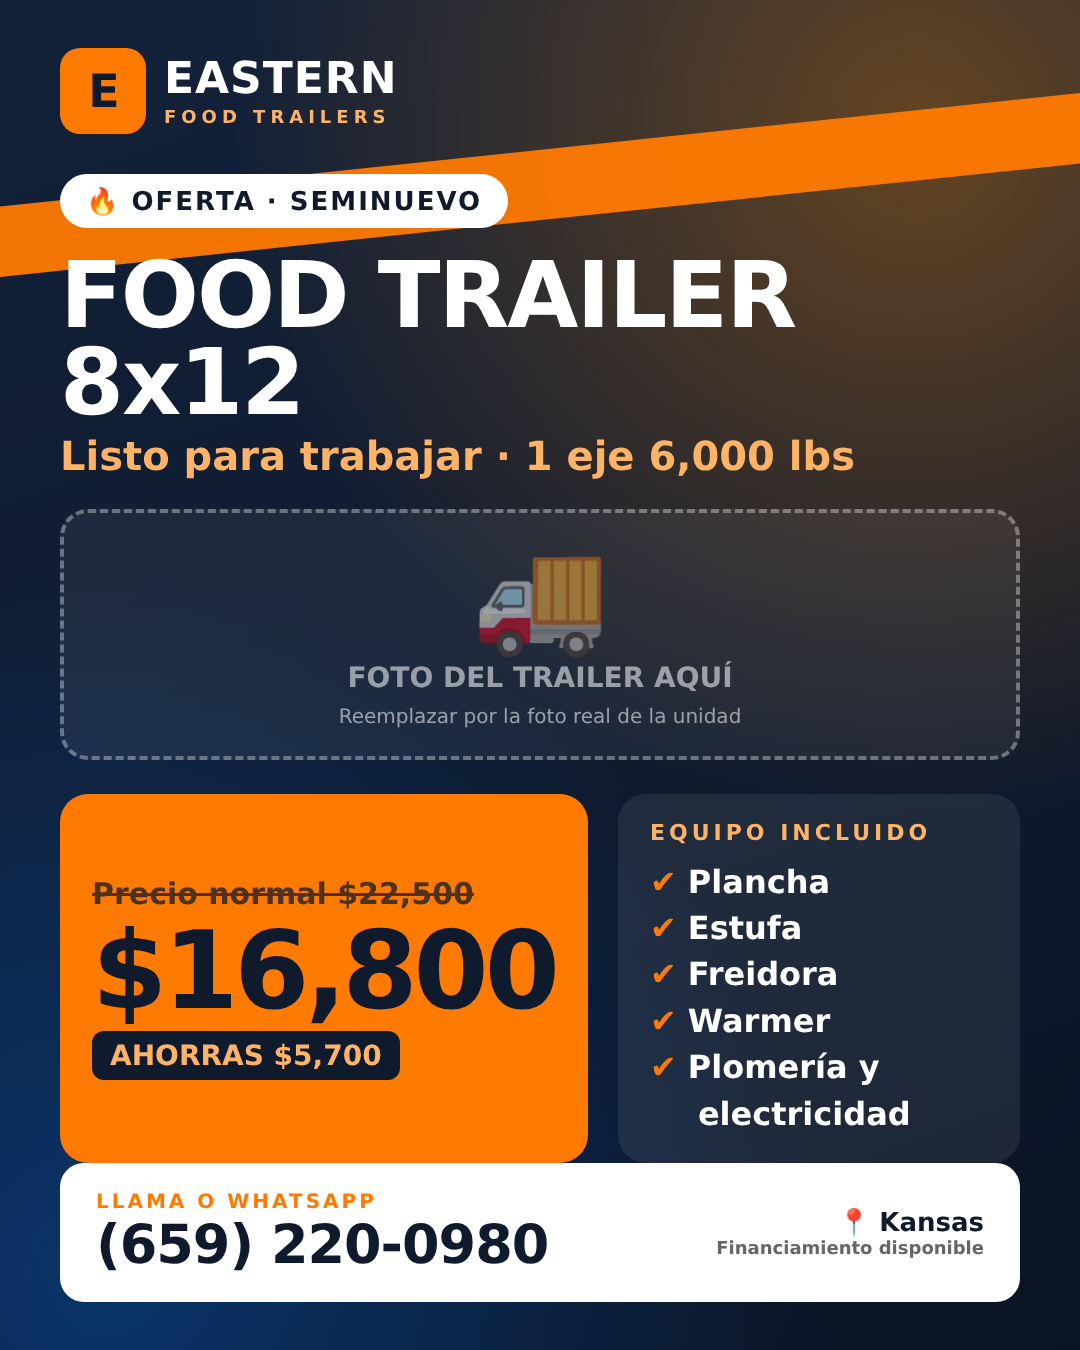 E
EASTERN
FOOD TRAILERS
🔥 OFERTA · SEMINUEVO
FOOD TRAILER
8x12
Listo para trabajar · 1 eje 6,000 lbs
FOTO DEL TRAILER AQUÍ
Reemplazar por la foto real de la unidad
Precio normal $22,500
$16,800
AHORRAS $5,700
EQUIPO INCLUIDO
✔ Plancha
✔ Estufa
✔ Freidora
✔ Warmer
✔ Plomería y
electricidad
LLAMA O WHATSAPP
(659) 220-0980
📍 Kansas
Financiamiento disponible